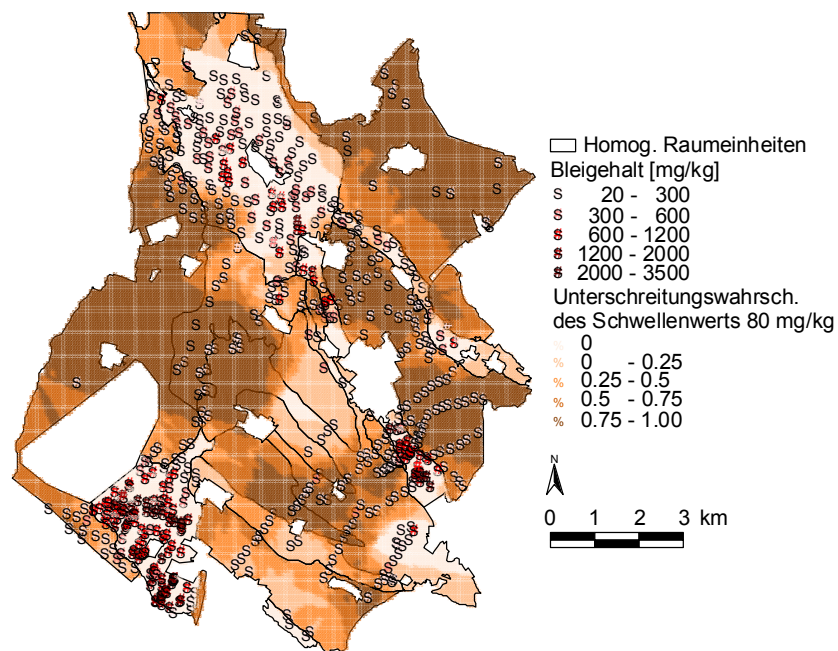 Homog. Raumeinheiten
Bleigehalt [mg/kg]
S 20 - 300
S 300 - 600
S 600 - 1200
S 1200 - 2000
S 2000 - 3500
Unterschreitungswahrsch.
des Schwellenwerts 80 mg/kg
% 0
% 0 - 0.25
% 0.25 - 0.5
% 0.5 - 0.75
% 0.75 - 1.00
N
0 1 2 3 km